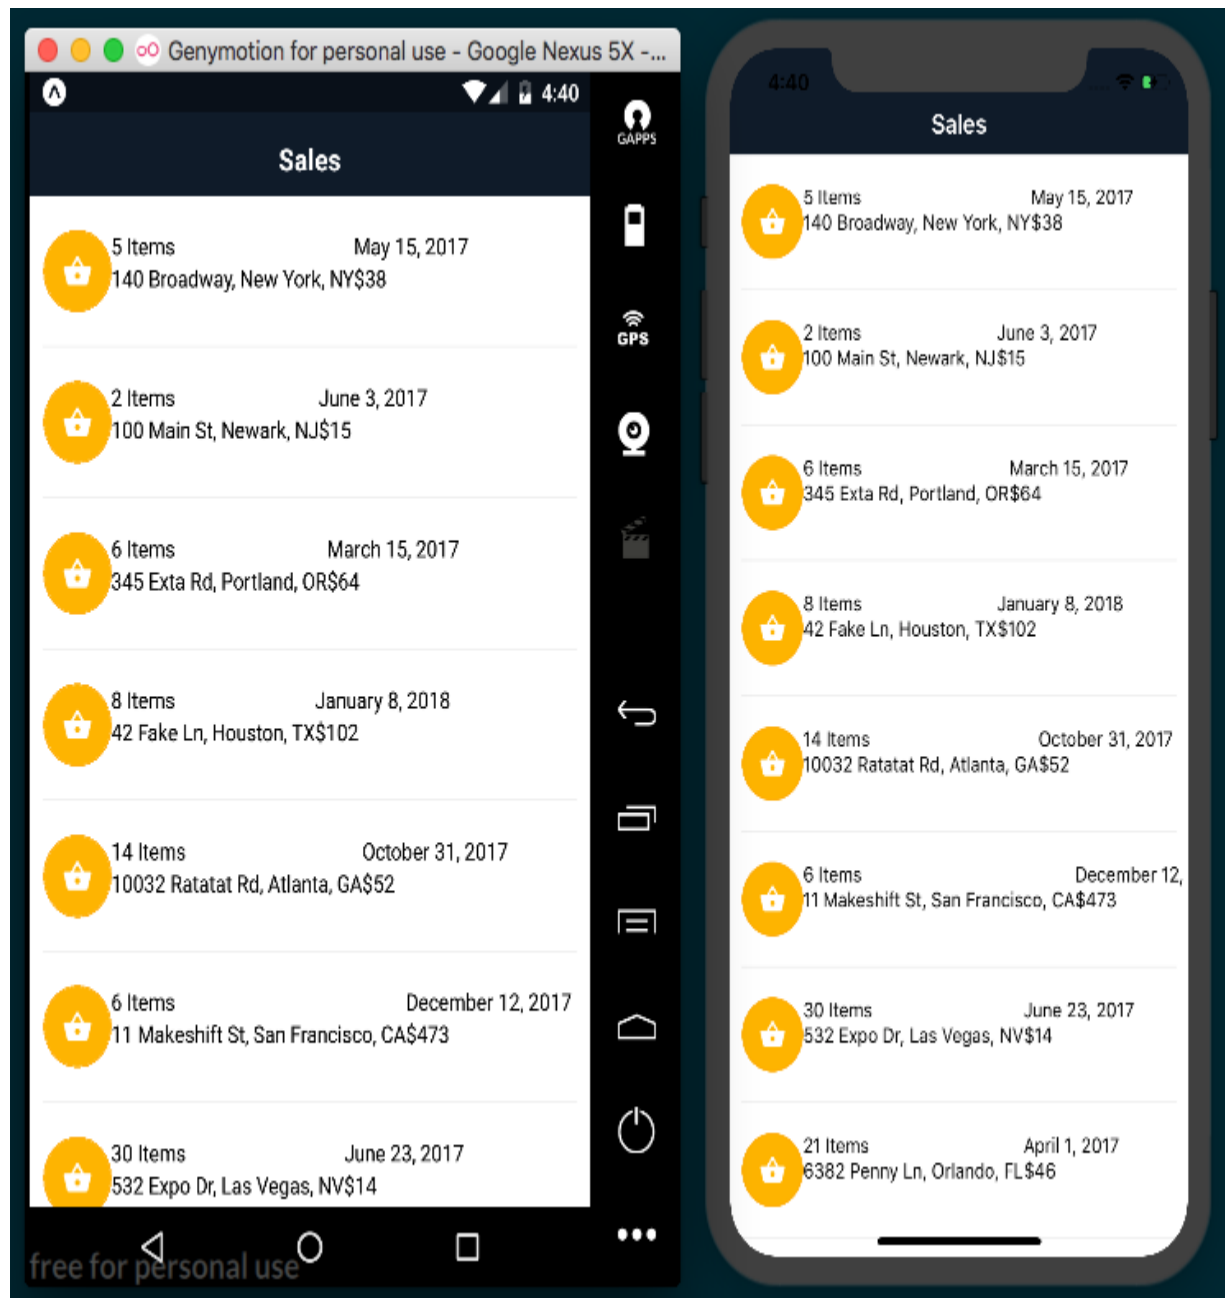 Genymotion for personal use - Google Nexus 5X -...
4:40
Sales
5 Items May 15, 2017
140 Broadway, New York, NY$38
2 Items June 3, 2017
100 Main St, Newark, NJ$15
6 Items March 15, 2017
345 Exta Rd, Portland, OR$64
8 Items January 8, 2018
42 Fake Ln, Houston, TX$102
14 Items October 31, 2017
10032 Ratatat Rd, Atlanta, GA$52
6 Items December 12, 2017
11 Makeshift St, San Francisco, CA$473
30 Items June 23, 2017
532 Expo Dr, Las Vegas, NV$14
free for personal use
GAPPS
GPS
4:40
Sales
5 Items May 15, 2017
140 Broadway, New York, NY$38
2 Items June 3, 2017
100 Main St, Newark, NJ$15
6 Items March 15, 2017
345 Exta Rd, Portland, OR$64
8 Items January 8, 2018
42 Fake Ln, Houston, TX$102
14 Items October 31, 2017
10032 Ratatat Rd, Atlanta, GA$52
6 Items December 12,
11 Makeshift St, San Francisco, CA$473
30 Items June 23, 2017
532 Expo Dr, Las Vegas, NV$14
21 Items April 1, 2017
6382 Penny Ln, Orlando, FL$46